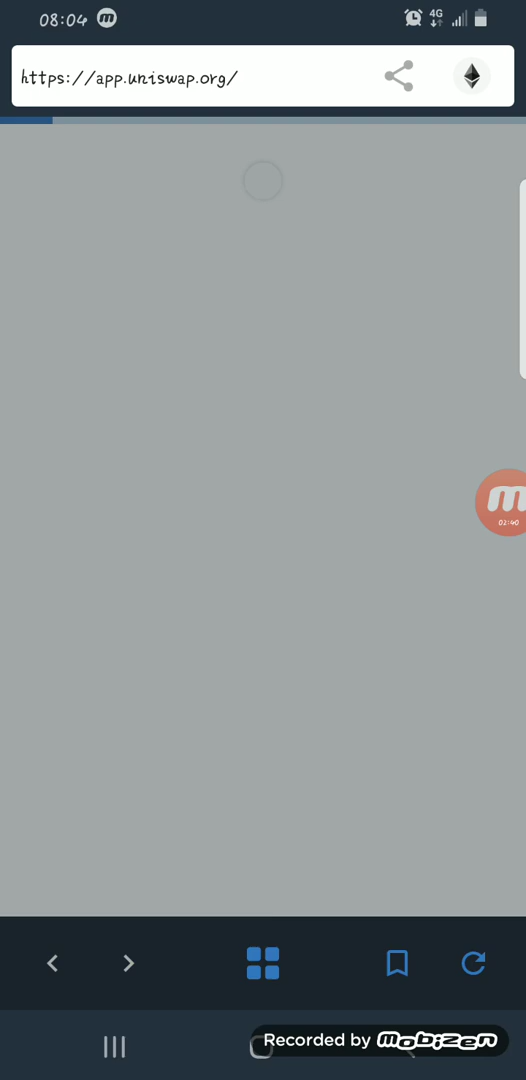 08:04 m
4G
https://app.uniswap.org/
m
02:40
Recorded by mobizen